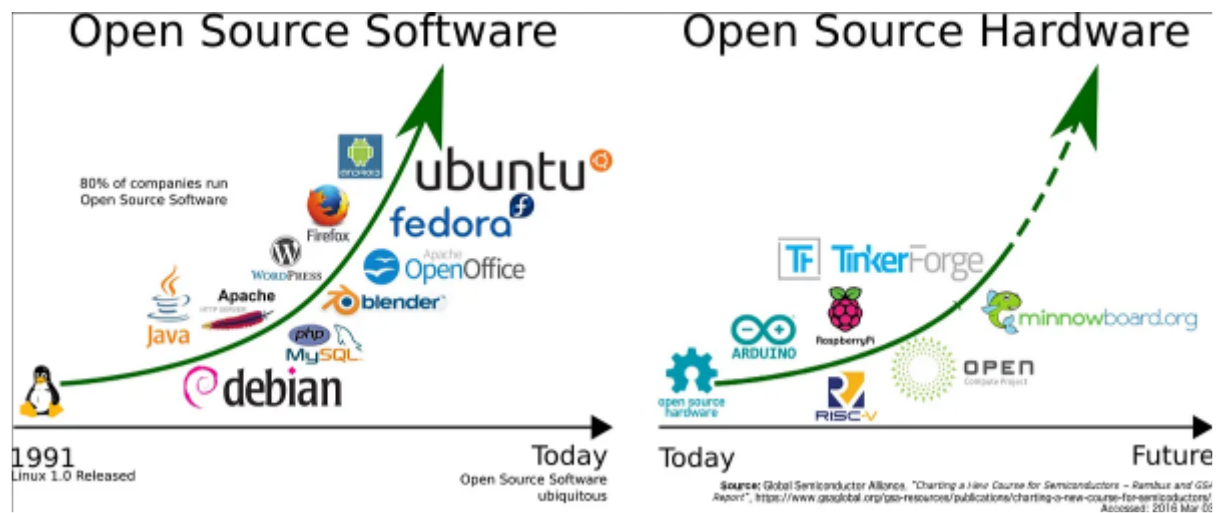 Open Source Software
80% of companies run
Open Source Software
ANDROID
ubuntu
Firefox
fedora
WORDPRESS
Apache
OpenOffice
Java
Apache
HTTP SERVER
blender
php
MySQL
debian
1991
Linux 1.0 Released
Today
Open Source Software
ubiquitous
Open Source Hardware
TF TinkerForge
ARDUINO
RaspberryPi
minnowboard.org
open source
hardware
RISC-V
OPEN
Compute Project
Today
Future
Source: Global Semiconductor Alliance, "Charting a New Course for Semiconductors – Rambus and GSA
Report", https://www.gsaglobal.org/gsa-resources/publications/charting-a-new-course-for-semiconductors/
Accessed: 2016 Mar 03